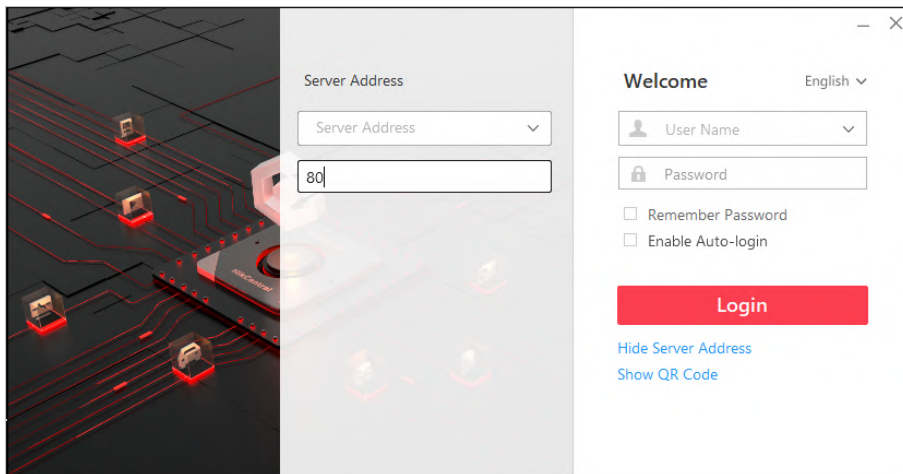 Server Address
Server Address
80
HikCentral
Welcome
English
User Name
Password
Remember Password
Enable Auto-login
Login
Hide Server Address
Show QR Code